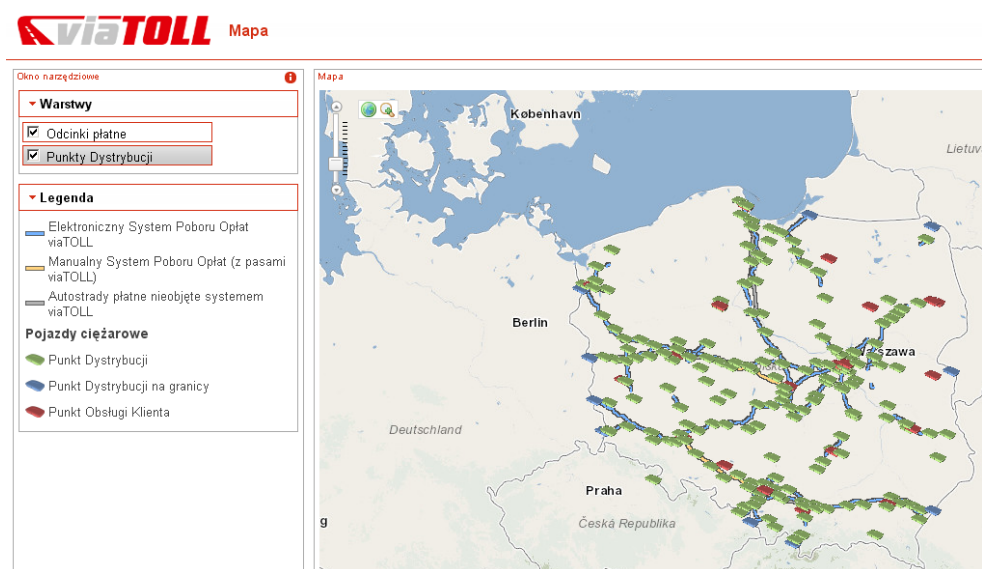 viaTOLL Mapa
Okno narzędziowe
Warstwy
Odcinki płatne
Punkty Dystrybucji
Legenda
Elektroniczny System Poboru Opłat
viaTOLL
Manualny System Poboru Opłat (z pasami
viaTOLL)
Autostrady płatne nieobjęte systemem
viaTOLL
Pojazdy ciężarowe
Punkt Dystrybucji
Punkt Dystrybucji na granicy
Punkt Obsługi Klienta
Mapa
København
Lietuv
Berlin
Deutschland
Praha
Česká Republika
g